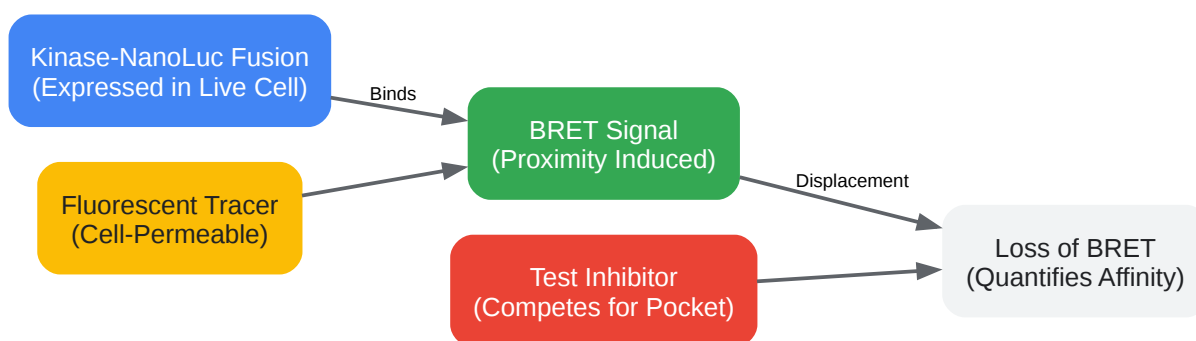 Kinase-NanoLuc Fusion
(Expressed in Live Cell)
Binds
Fluorescent Tracer
(Cell-Permeable)
BRET Signal
(Proximity Induced)
Displacement
Test Inhibitor
(Competes for Pocket)
Loss of BRET
(Quantifies Affinity)